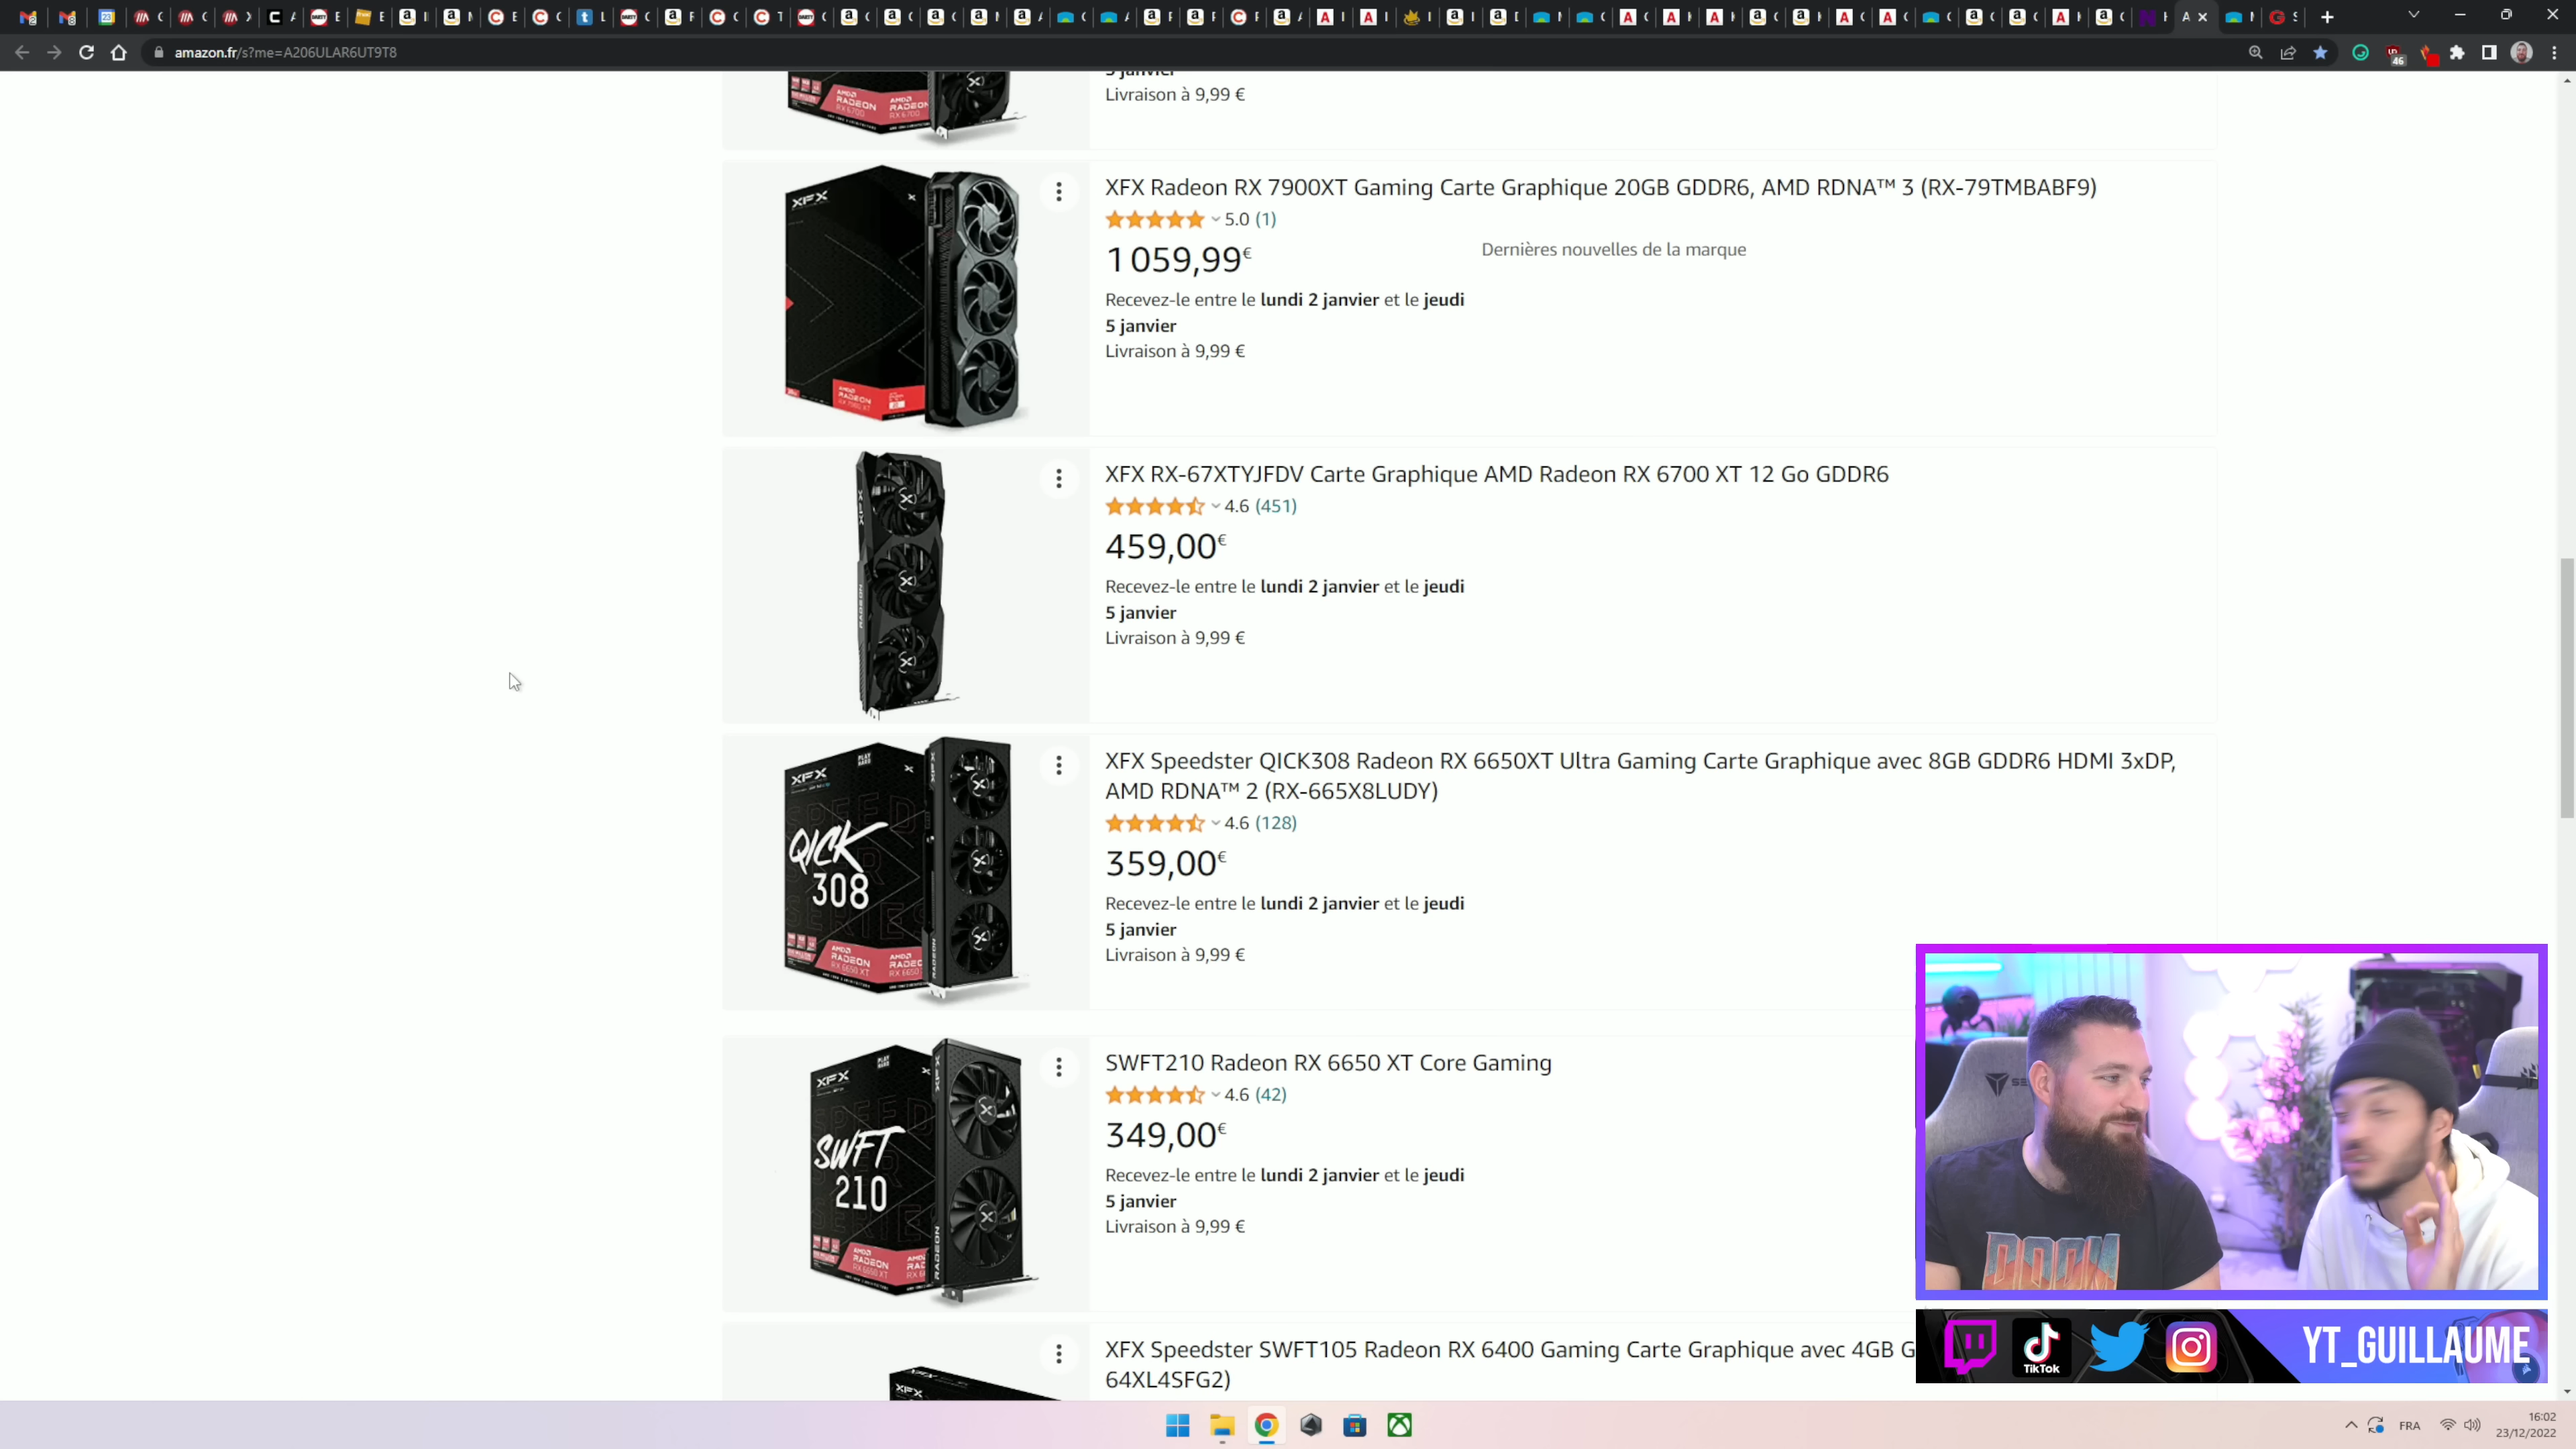 amazon.fr/s?me=A206ULAR6UT9T8
46
5 janvier
Livraison à 9,99 €
XFX Radeon RX 7900XT Gaming Carte Graphique 20GB GDDR6, AMD RDNA™ 3 (RX-79TMBABF9)
5.0 (1)
1 059,99€
Dernières nouvelles de la marque
Recevez-le entre le lundi 2 janvier et le jeudi
5 janvier
Livraison à 9,99 €
XFX RX-67XTYJFDV Carte Graphique AMD Radeon RX 6700 XT 12 Go GDDR6
4.6 (451)
459,00€
Recevez-le entre le lundi 2 janvier et le jeudi
5 janvier
Livraison à 9,99 €
XFX
QICK
308
XFX Speedster QICK308 Radeon RX 6650XT Ultra Gaming Carte Graphique avec 8GB GDDR6 HDMI 3xDP,
AMD RDNA™ 2 (RX-665X8LUDY)
4.6 (128)
359,00€
Recevez-le entre le lundi 2 janvier et le jeudi
5 janvier
Livraison à 9,99 €
XFX
SWFT
210
SWFT210 Radeon RX 6650 XT Core Gaming
4.6 (42)
349,00€
Recevez-le entre le lundi 2 janvier et le jeudi
5 janvier
Livraison à 9,99 €
XFX Speedster SWFT105 Radeon RX 6400 Gaming Carte Graphique avec 4GB G
64XL4SFG2)
DOOM
TikTok
YT_GUILLAUME
FRA
16:02
23/12/2022